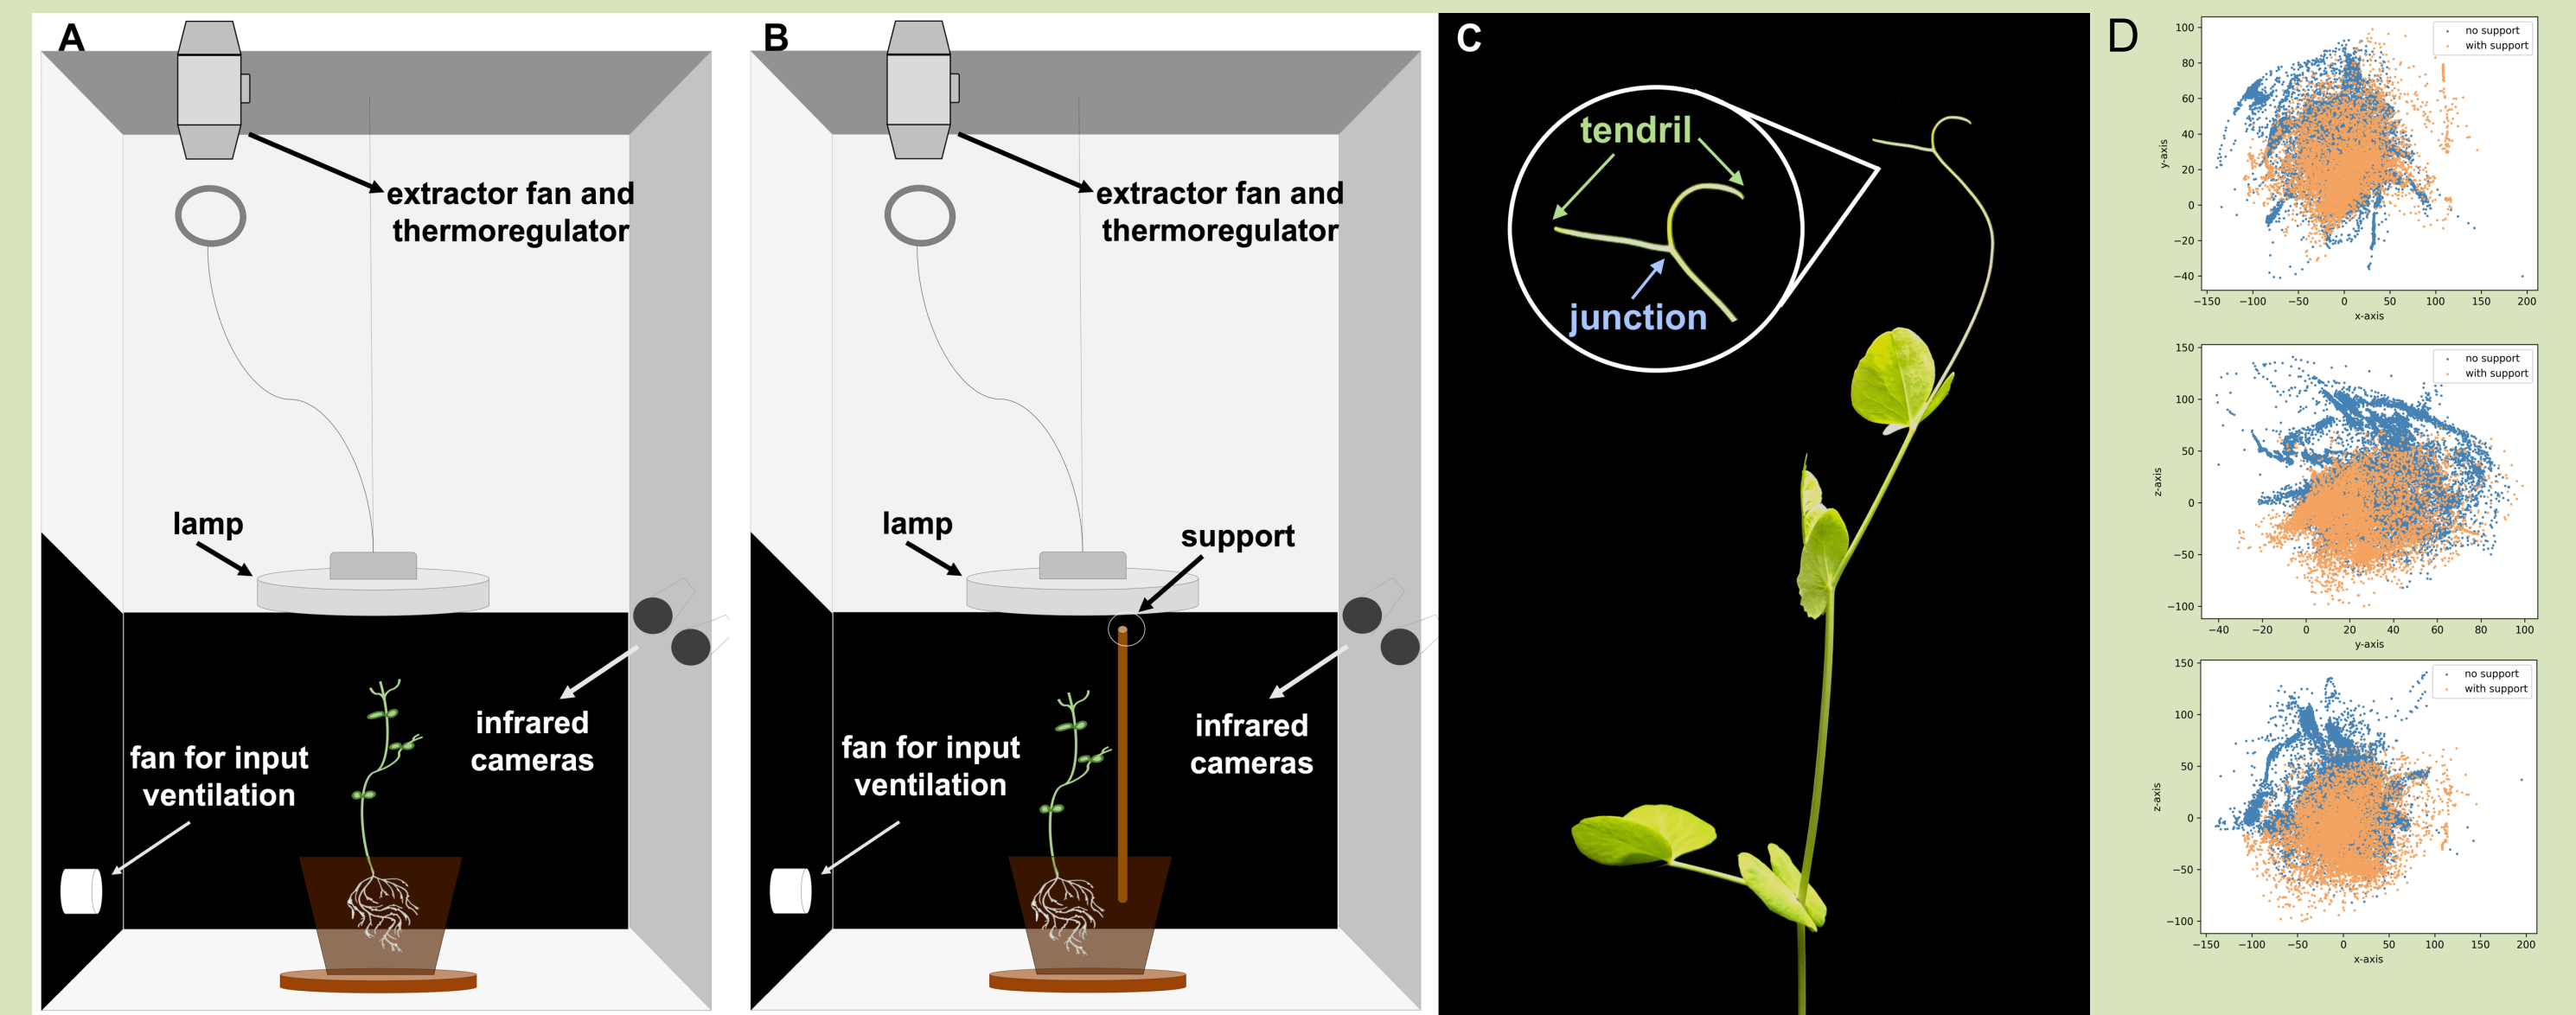 A
extractor fan and
thermoregulator
lamp
infrared
cameras
fan for input
ventilation
B
extractor fan and
thermoregulator
lamp
support
infrared
cameras
fan for input
ventilation
C
tendril
junction
D
no support
with support
100
80
60
40
20
0
−20
−40
y-axis
−150 −100 −50 0 50 100 150 200
x-axis
no support
with support
150
100
50
0
−50
−100
z-axis
−40 −20 0 20 40 60 80 100
y-axis
no support
with support
150
100
50
0
−50
−100
z-axis
−150 −100 −50 0 50 100 150 200
x-axis